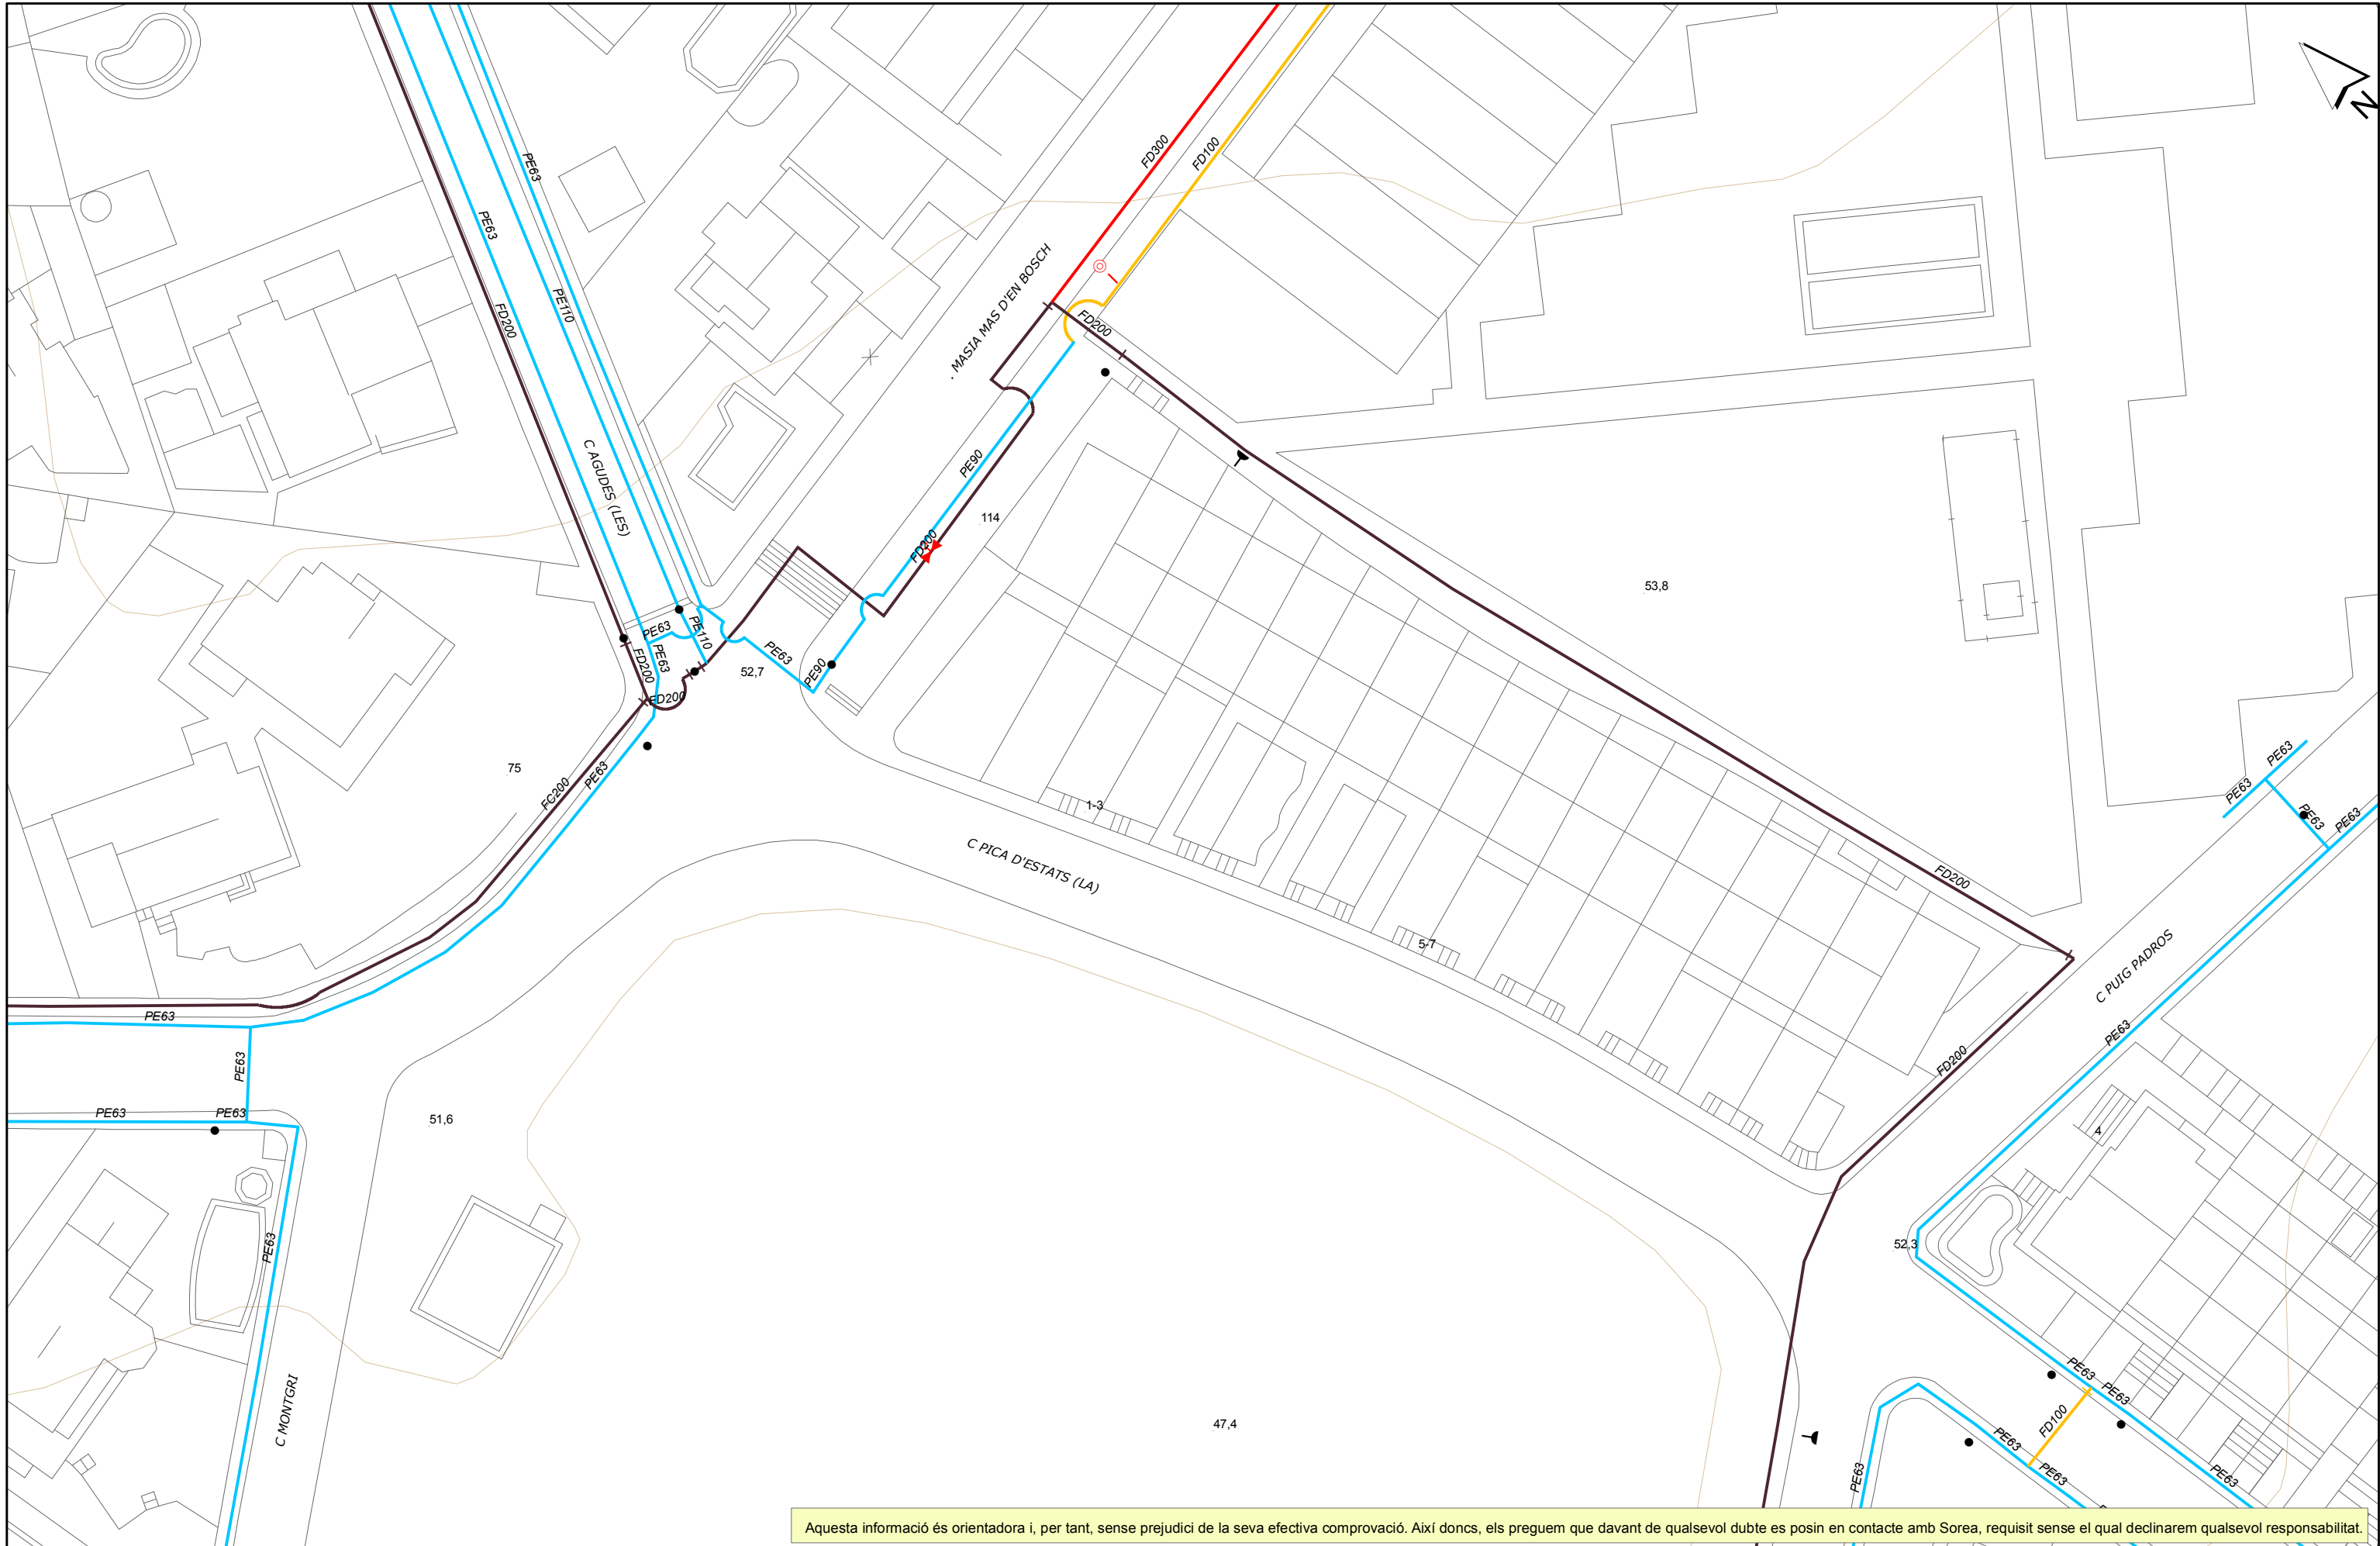 N
PE63
FD300
FD100
PE63
PE110
FD200
. MASIA MAS D'EN BOSCH
FD200
C AGUDES (LES)
PE90
114
FD200
53,8
PE63
PE110
PE63
FD200
PE63
52,7
PE90
FD200
75
FC200
PE63
PE63
PE63
PE63
PE63
1-3
C PICA D'ESTATS (LA)
FD200
5-7
C PUIG PADROS
PE63
PE63
FD200
PE63
PE63
PE63
51,6
4
PE63
52,3
C MONTGRI
47,4
PE63
PE63
FD100
PE63
PE63
PE63
PE63
Aquesta informació és orientadora i, per tant, sense prejudici de la seva efectiva comprovació. Així doncs, els preguem que davant de qualsevol dubte es posin en contacte amb Sorea, requisit sense el qual declinarem qualsevol responsabilitat.